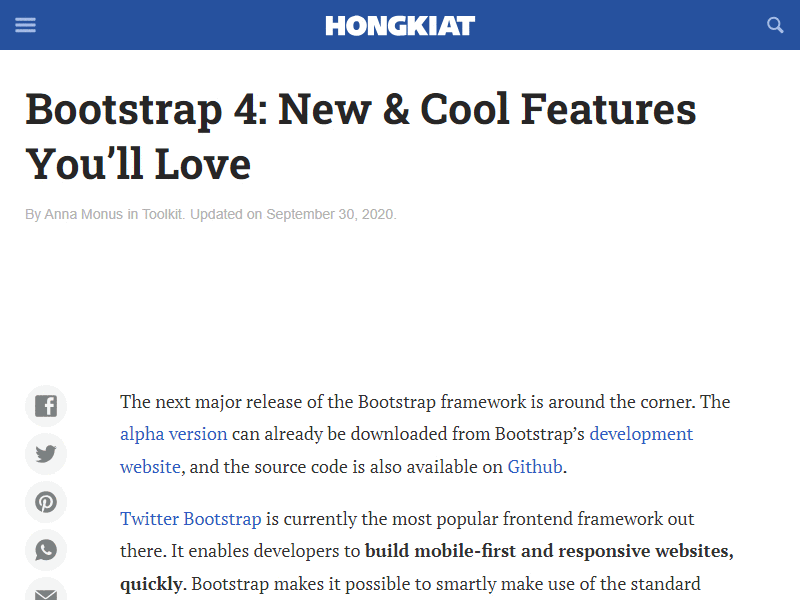 HONGKIAT
Bootstrap 4: New & Cool Features
You’ll Love
By Anna Monus in Toolkit. Updated on September 30, 2020.
The next major release of the Bootstrap framework is around the corner. The
alpha version can already be downloaded from Bootstrap’s development
website, and the source code is also available on Github.
Twitter Bootstrap is currently the most popular frontend framework out
there. It enables developers to build mobile-first and responsive websites,
quickly. Bootstrap makes it possible to smartly make use of the standard